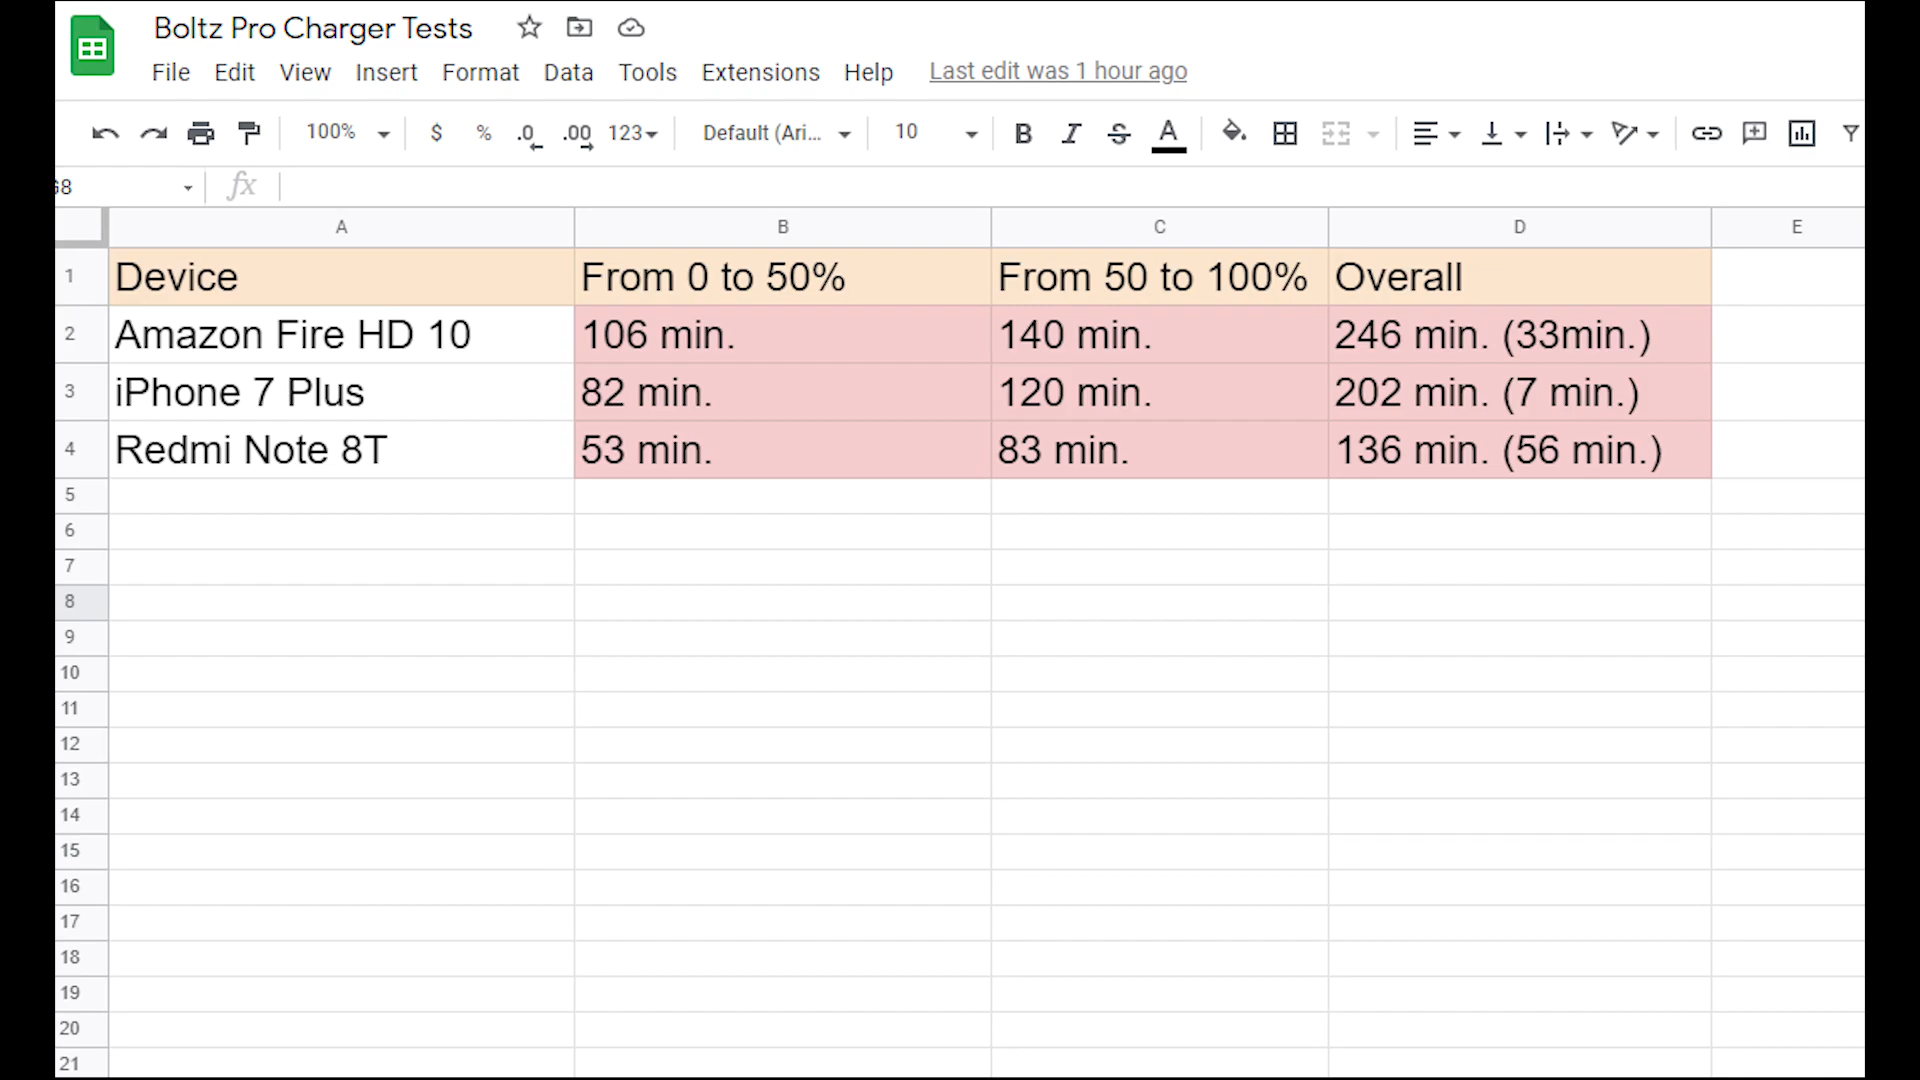 Boltz Pro Charger Tests
File Edit View Insert Format Data Tools Extensions Help Last edit was 1 hour ago
100% $ % .0 .00 123 Default (Ari... 10 B I S A
G8 fx
A B C D E
1 Device From 0 to 50% From 50 to 100% Overall
2 Amazon Fire HD 10 106 min. 140 min. 246 min. (33min.)
3 iPhone 7 Plus 82 min. 120 min. 202 min. (7 min.)
4 Redmi Note 8T 53 min. 83 min. 136 min. (56 min.)
5
6
7
8
9
10
11
12
13
14
15
16
17
18
19
20
21